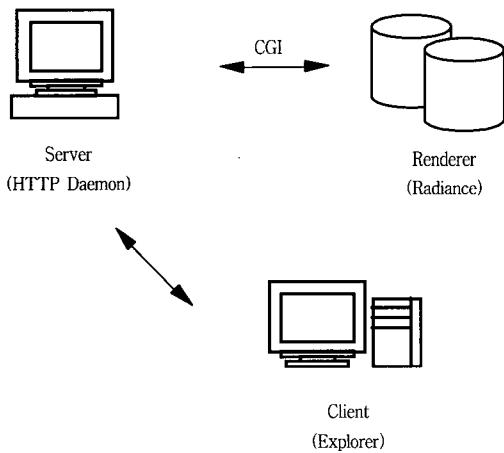 CGI
Server
(HTTP Daemon)
Renderer
(Radiance)
Client
(Explorer)